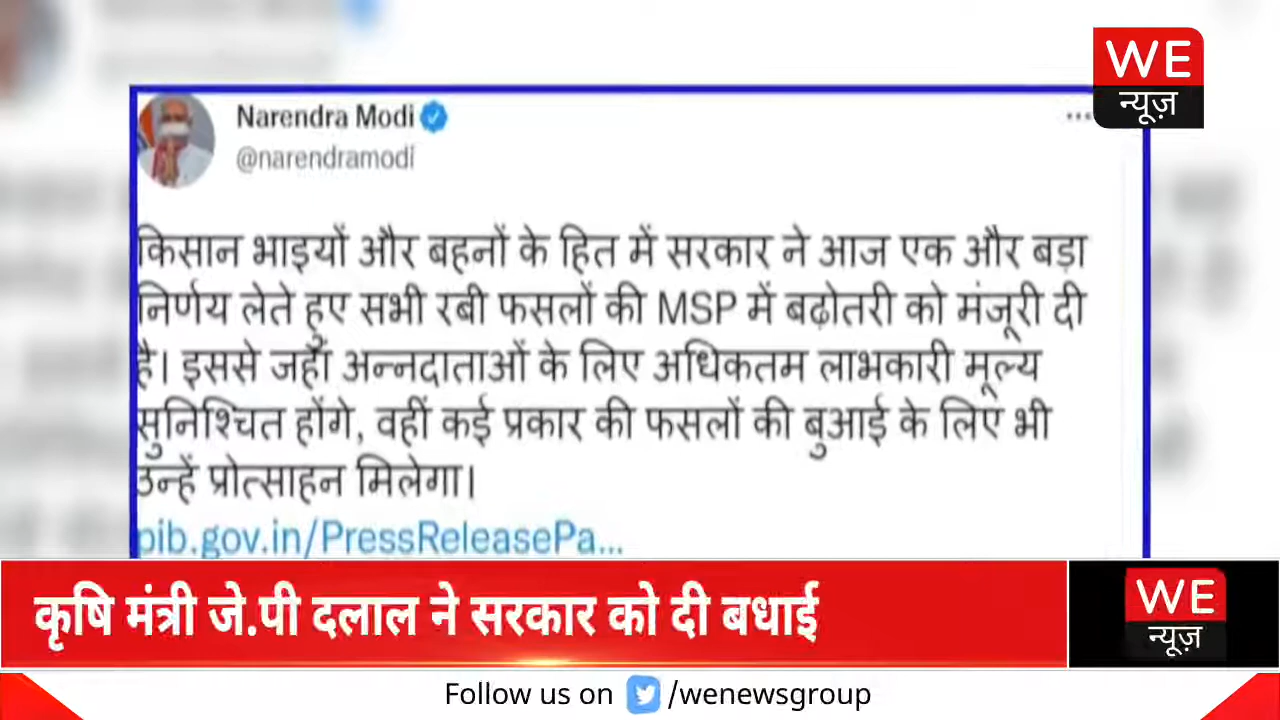 WE
न्यूज़
Narendra Modi
@narendramodi
किसान भाइयों और बहनों के हित में सरकार ने आज एक और बड़ा
निर्णय लेते हुए सभी रबी फसलों की MSP में बढ़ोतरी को मंजूरी दी
है। इससे जहाँ अन्नदाताओं के लिए अधिकतम लाभकारी मूल्य
सुनिश्चित होंगे, वहीं कई प्रकार की फसलों की बुआई के लिए भी
उन्हें प्रोत्साहन मिलेगा।
pib.gov.in/PressReleasePa...
कृषि मंत्री जे.पी दलाल ने सरकार को दी बधाई
WE
न्यूज़
Follow us on /wenewsgroup